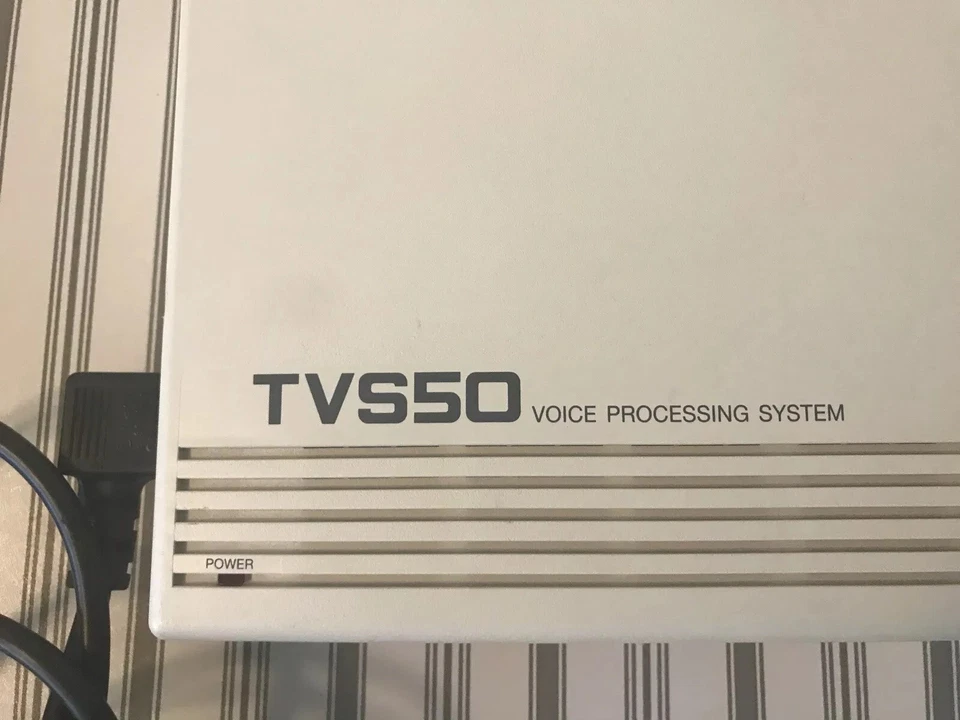 TVS50 VOICE PROCESSING SYSTEM
POWER